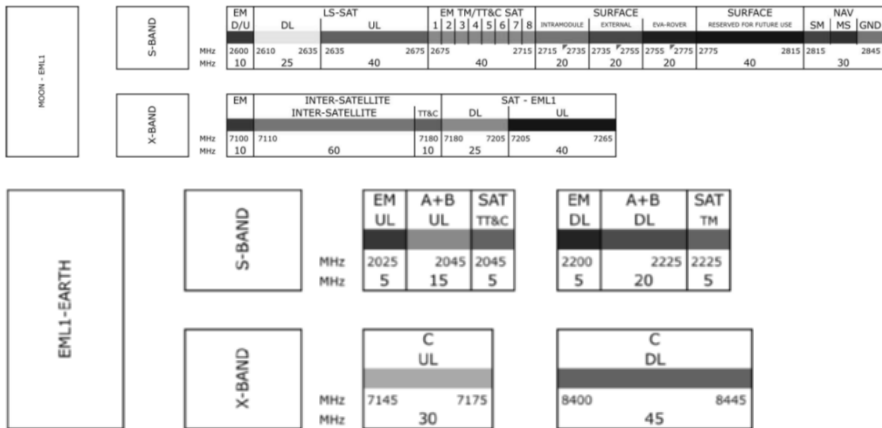 MOON - EML1
S-BAND
EM LS-SAT EM TM/TT&C SAT SURFACE SURFACE NAV
D/U DL UL 1 2 3 4 5 6 7 8 INTRAMODULE EXTERNAL EVA-ROVER RESERVED FOR FUTURE USE SM MS GND
MHz 2600 2610 2635 2635 2675 2675 2715 2715 2735 2735 2755 2755 2775 2775 2815 2815 2845
MHz 10 25 40 40 20 20 20 40 30
X-BAND
EM INTER-SATELLITE SAT - EML1
INTER-SATELLITE TT&C DL UL
MHz 7100 7110 7180 7180 7205 7205 7265
MHz 10 60 10 25 40
EML1-EARTH
S-BAND
EM A+B SAT EM A+B SAT
UL UL TT&C DL DL TM
MHz 2025 2045 2045 2200 2225 2225
MHz 5 15 5 5 20 5
X-BAND
C C
UL DL
MHz 7145 7175 8400 8445
MHz 30 45